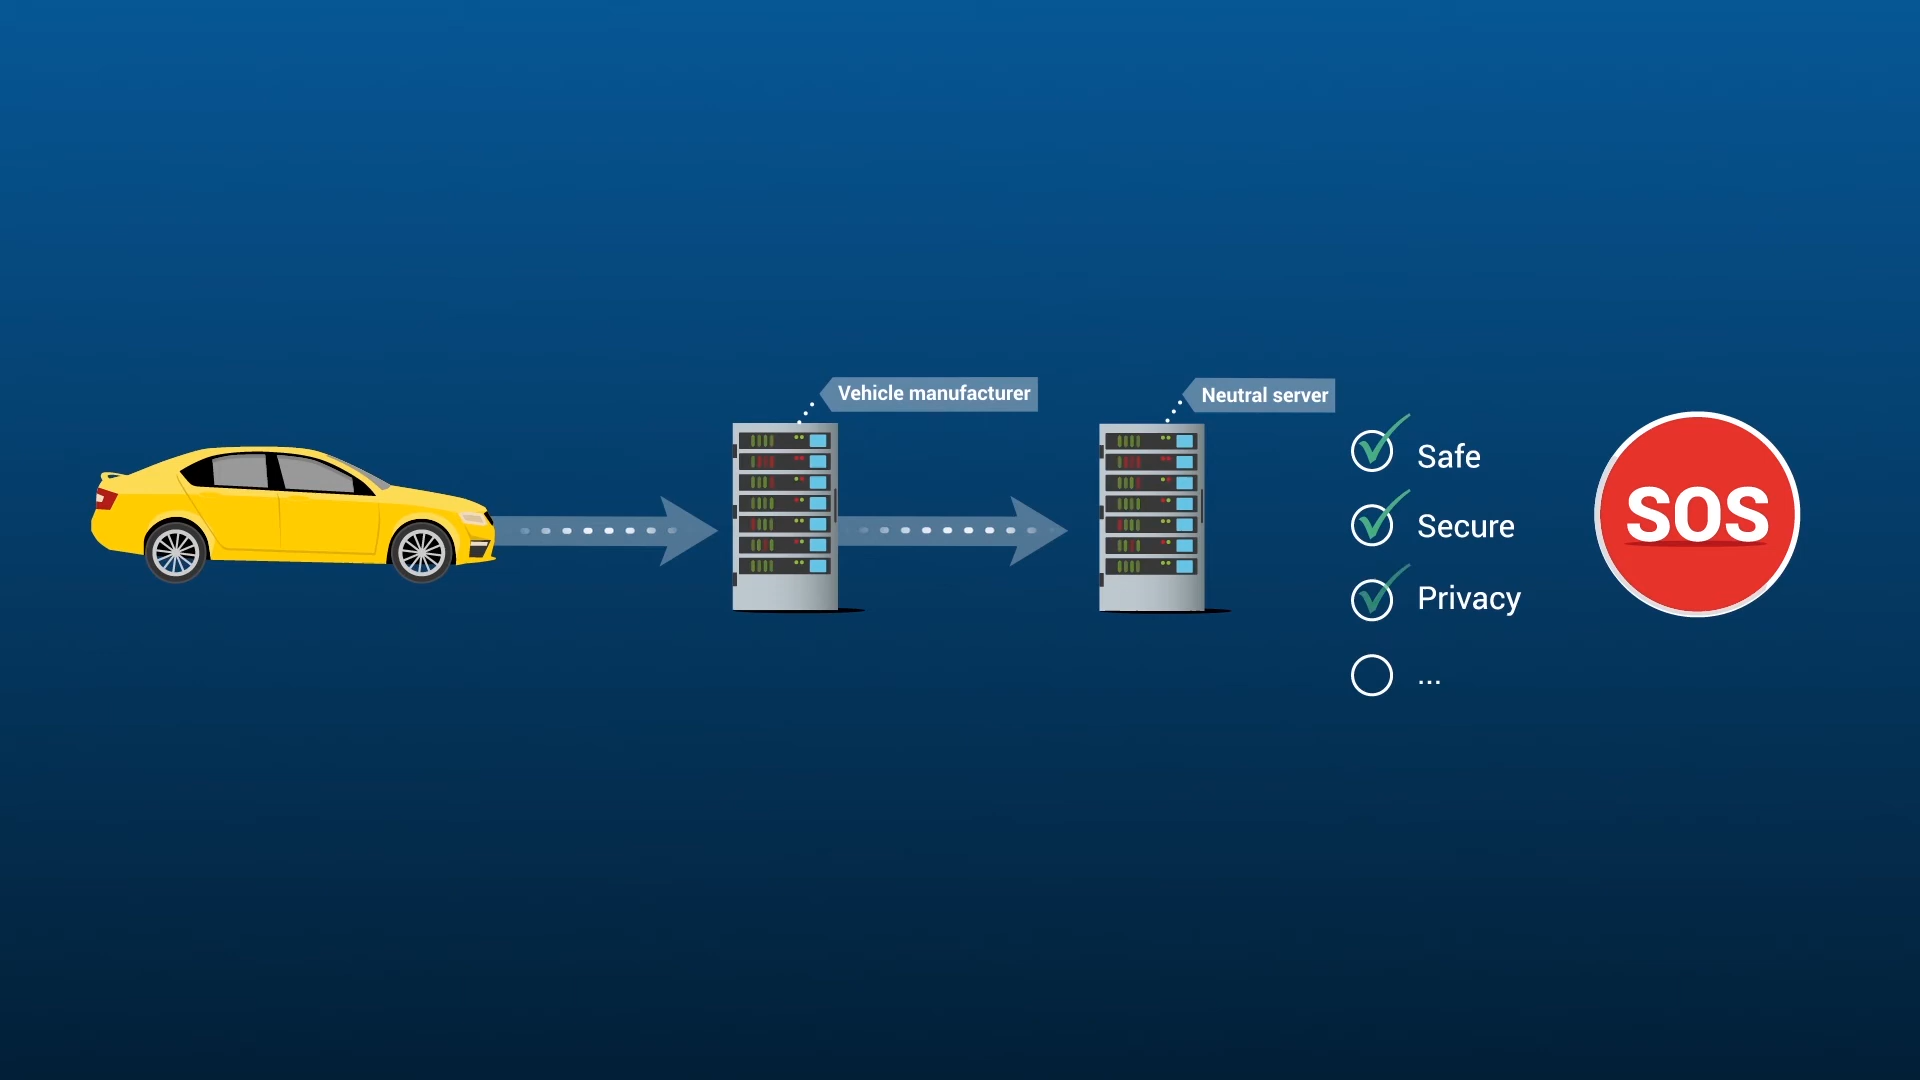 Vehicle manufacturer
Neutral server
Safe
Secure
Privacy
...
SOS